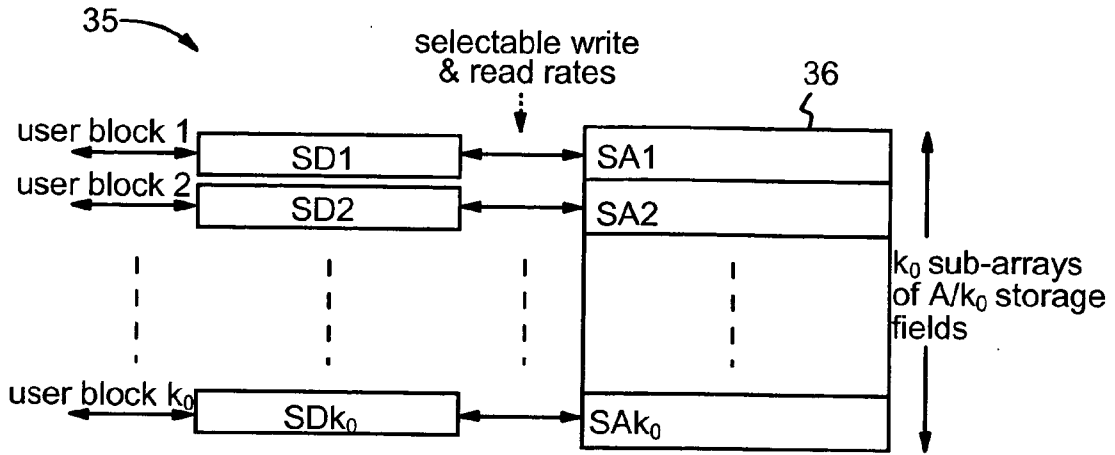 35
selectable write
& read rates
36
user block 1
SD1
SA1
user block 2
SD2
SA2
k₀ sub-arrays
of A/k₀ storage
fields
user block k₀
SDk₀
SAk₀